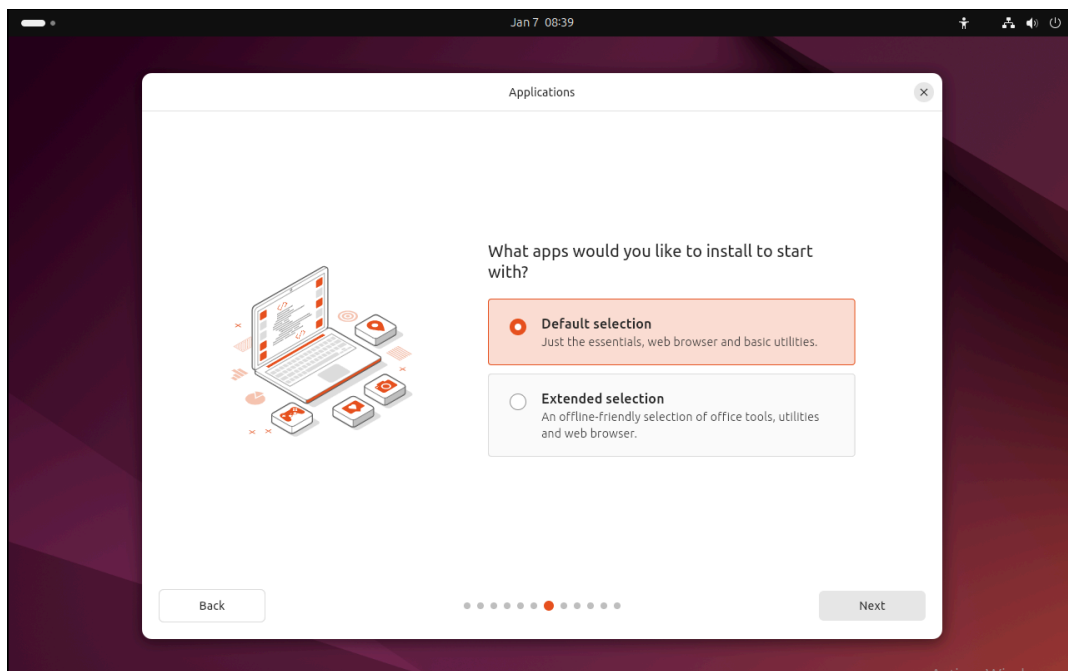 Jan 7 08:39
Applications
What apps would you like to install to start
with?
Default selection
Just the essentials, web browser and basic utilities.
Extended selection
An offline-friendly selection of office tools, utilities
and web browser.
Back
Next